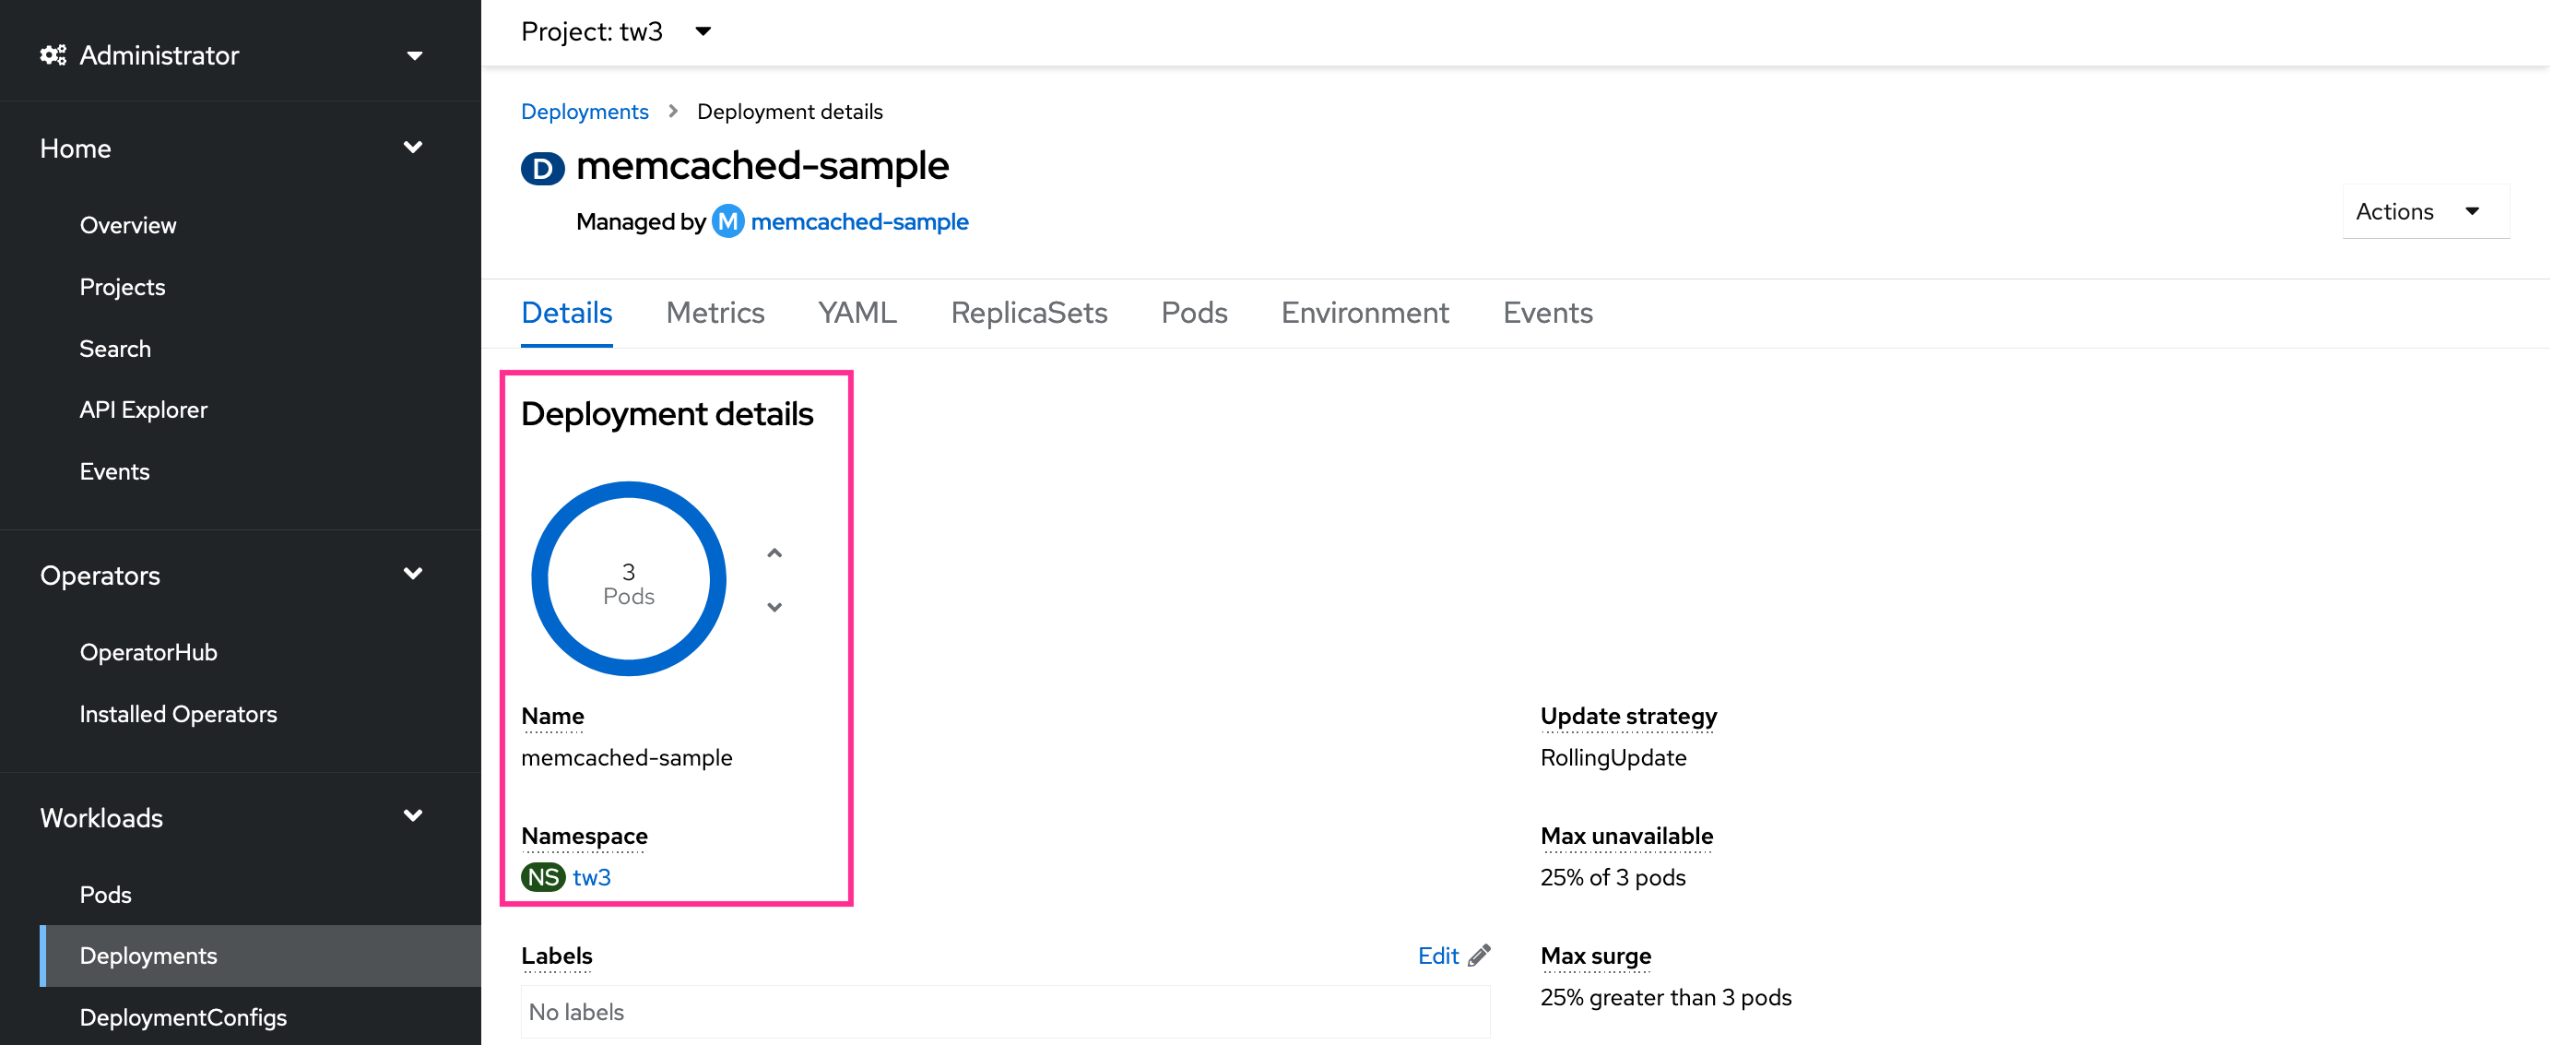 Administrator
Home
Overview
Projects
Search
API Explorer
Events
Operators
OperatorHub
Installed Operators
Workloads
Pods
Deployments
DeploymentConfigs
Project: tw3
Deployments > Deployment details
D memcached-sample
Managed by M memcached-sample
Actions
Details Metrics YAML ReplicaSets Pods Environment Events
Deployment details
3
Pods
Name
memcached-sample
Namespace
NS tw3
Labels Edit
No labels
Update strategy
RollingUpdate
Max unavailable
25% of 3 pods
Max surge
25% greater than 3 pods